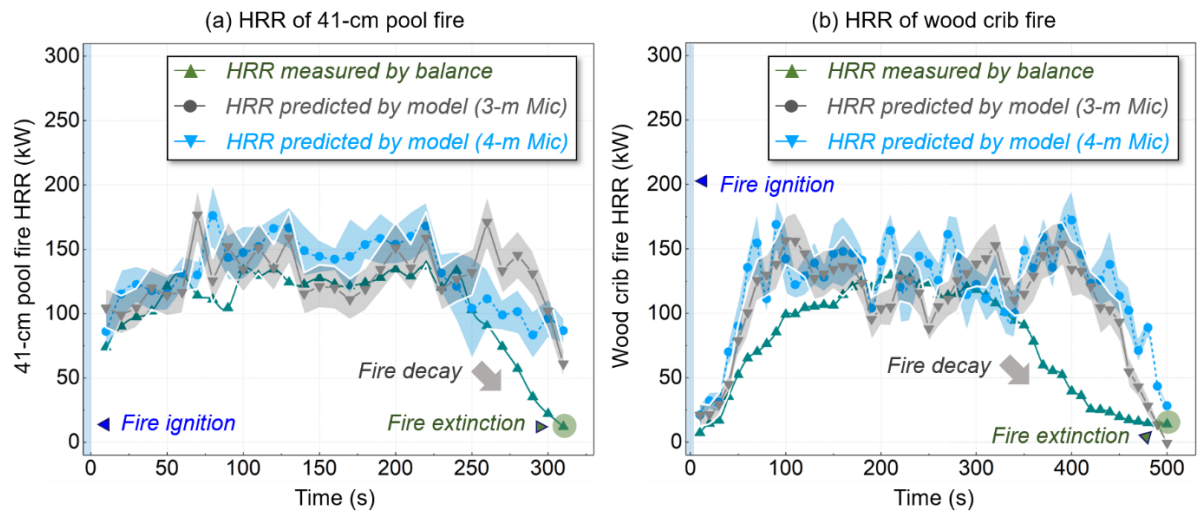 (a) HRR of 41-cm pool fire
300
250
200
150
100
50
0
41-cm pool fire HRR (kW)
HRR measured by balance
HRR predicted by model (3-m Mic)
HRR predicted by model (4-m Mic)
Fire decay
Fire ignition
Fire extinction
0 50 100 150 200 250 300
Time (s)
(b) HRR of wood crib fire
300
250
200
150
100
50
0
Wood crib fire HRR (kW)
HRR measured by balance
HRR predicted by model (3-m Mic)
HRR predicted by model (4-m Mic)
Fire ignition
Fire decay
Fire extinction
0 100 200 300 400 500
Time (s)